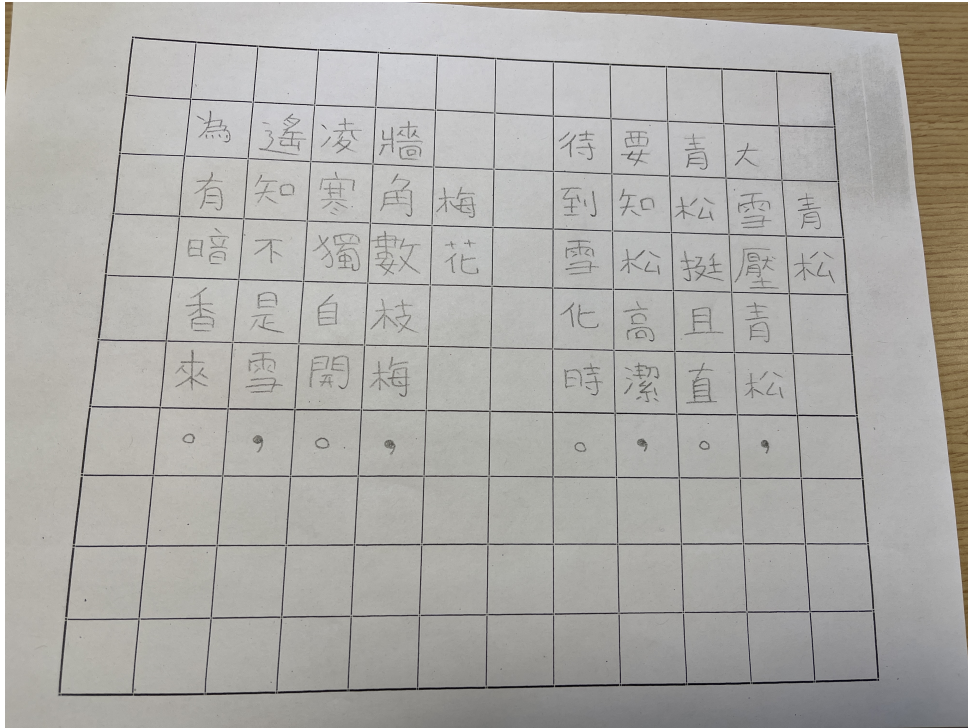 青松
大雪壓青松，
青松挺且直。
要知松高潔，
待到雪化時。
梅花
牆角數枝梅，
凌寒獨自開。
遙知不是雪，
為有暗香來。